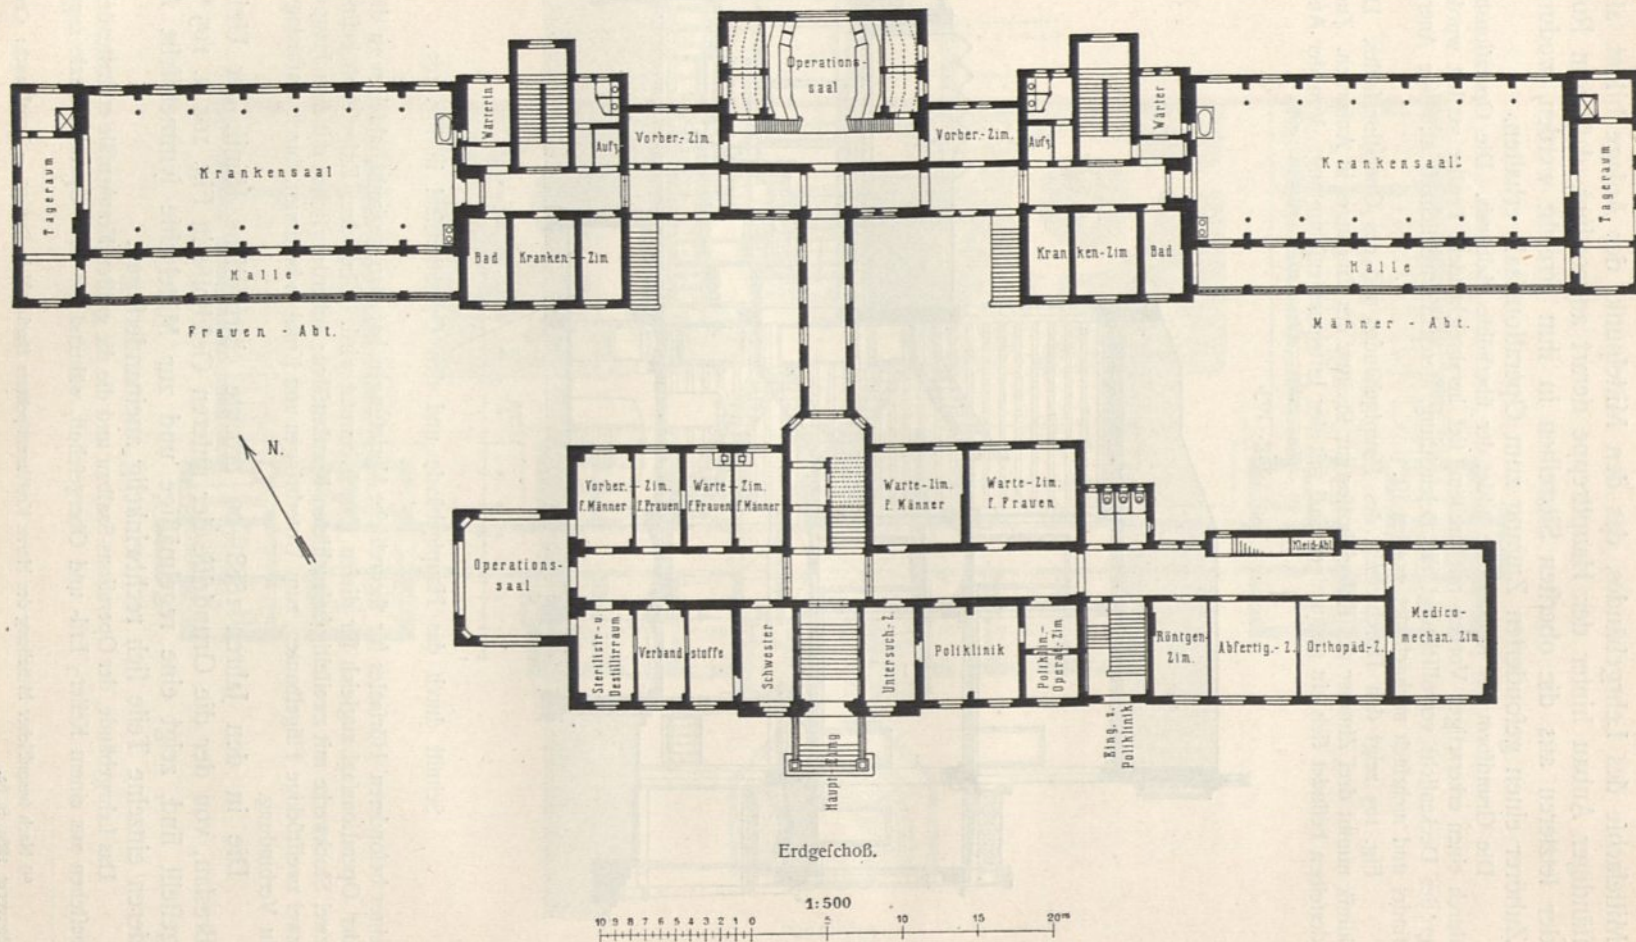 Operations-
saal
Wärterin
Aufz.
Vorber.-Zim.
Vorber.-Zim.
Aufz.
Wärter
Tageraum
Krankensaal
Krankensaal
Tageraum
Bad
Kranken-Zim
Kranken-Zim
Bad
Halle
Halle
Frauen - Abt.
Männer - Abt.
N.
Vorber.-Zim.
f. Männer
f. Frauen
Warte-Zim.
f. Frauen
f. Männer
Warte-Zim.
f. Männer
Warte-Zim.
f. Frauen
Kleid-Abl.
Operations-
saal
Sterilisir-u.
Destillirraum
Verbandstoffe
Schwester
Untersuch.-Z.
Poliklinik
Poliklin.-
Operat.-Zim
Röntgen-
Zim.
Abfertig.-Z.
Orthopäd.-Z.
Medico-
mechan. Zim.
Haupt-Eing
Eing. z.
Poliklinik
Erdgeſchoß.
1:500
10 9 8 7 6 5 4 3 2 1 0 5 10 15 20m